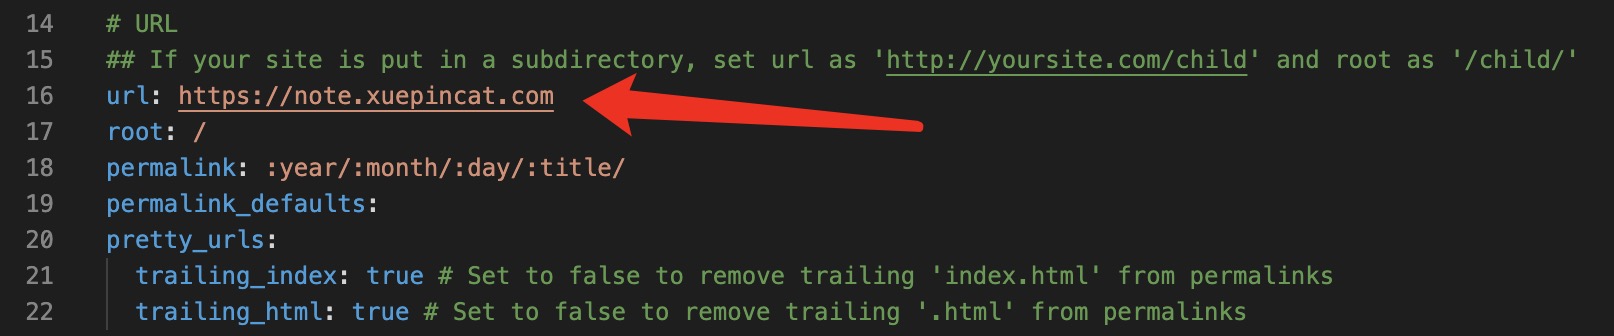 14 # URL
15 ## If your site is put in a subdirectory, set url as 'http://yoursite.com/child' and root as '/child/'
16 url: https://note.xuepincat.com
17 root: /
18 permalink: :year/:month/:day/:title/
19 permalink_defaults:
20 pretty_urls:
21 trailing_index: true # Set to false to remove trailing 'index.html' from permalinks
22 trailing_html: true # Set to false to remove trailing '.html' from permalinks